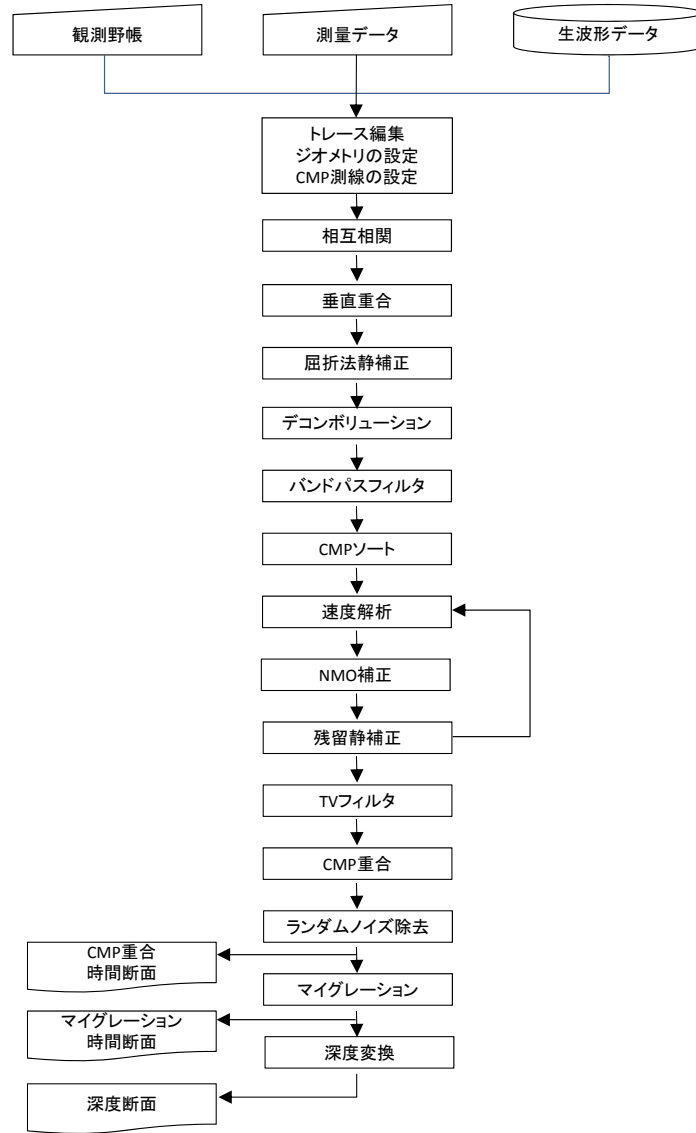 観測野帳
測量データ
生波形データ
トレース編集
ジオメトリの設定
CMP測線の設定
相互相関
垂直重合
屈折法静補正
デコンボリューション
バンドパスフィルタ
CMPソート
速度解析
NMO補正
残留静補正
TVフィルタ
CMP重合
ランダムノイズ除去
CMP重合
時間断面
マイグレーション
マイグレーション
時間断面
深度変換
深度断面